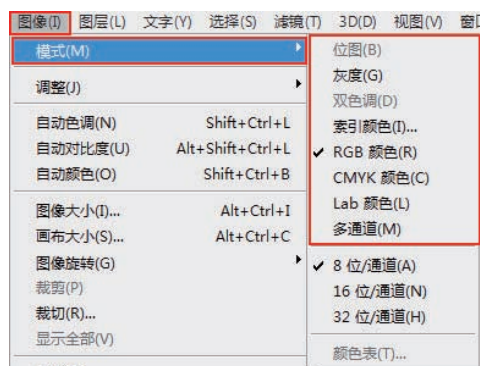 图像(I) 图层(L) 文字(Y) 选择(S) 滤镜(T) 3D(D) 视图(V)
模式(M)
调整(J)
自动色调(N) Shift+Ctrl+L
自动对比度(U) Alt+Shift+Ctrl+L
自动颜色(O) Shift+Ctrl+B
图像大小(I)... Alt+Ctrl+I
画布大小(S)... Alt+Ctrl+C
图像旋转(G)
裁剪(P)
裁切(R)...
显示全部(V)
位图(B)
灰度(G)
双色调(D)
索引颜色(I)...
✓ RGB 颜色(R)
CMYK 颜色(C)
Lab 颜色(L)
多通道(M)
✓ 8 位/通道(A)
16 位/通道(N)
32 位/通道(H)
颜色表(T)...